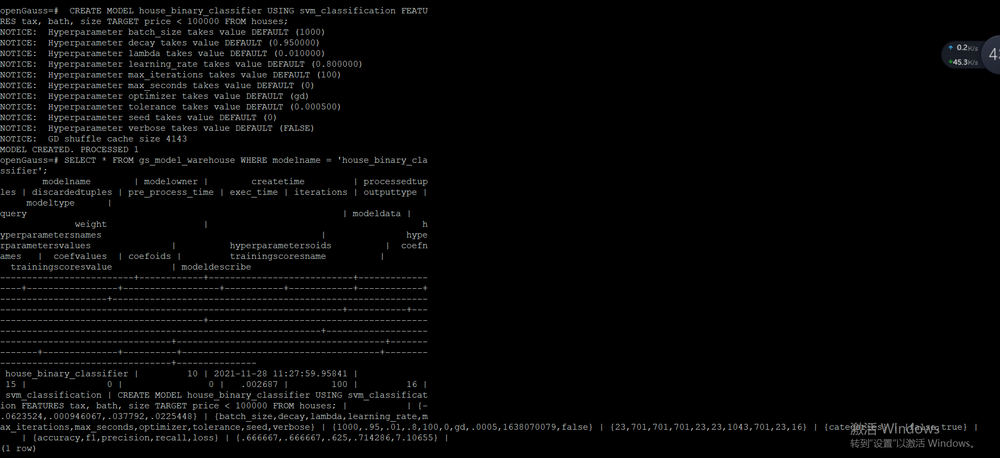 openGauss=#  CREATE MODEL house_binary_classifier USING svm_classification FEATU
RES tax, bath, size TARGET price < 100000 FROM houses;
NOTICE:  Hyperparameter batch_size takes value DEFAULT (1000)
NOTICE:  Hyperparameter decay takes value DEFAULT (0.950000)
NOTICE:  Hyperparameter lambda takes value DEFAULT (0.010000)
NOTICE:  Hyperparameter learning_rate takes value DEFAULT (0.800000)
NOTICE:  Hyperparameter max_iterations takes value DEFAULT (100)
NOTICE:  Hyperparameter max_seconds takes value DEFAULT (0)
NOTICE:  Hyperparameter optimizer takes value DEFAULT (gd)
NOTICE:  Hyperparameter tolerance takes value DEFAULT (0.000500)
NOTICE:  Hyperparameter seed takes value DEFAULT (0)
NOTICE:  Hyperparameter verbose takes value DEFAULT (FALSE)
NOTICE:  GD shuffle cache size 4143
MODEL CREATED. PROCESSED 1
openGauss=# SELECT * FROM gs_model_warehouse WHERE modelname = 'house_binary_cla
ssifier';
modelname | modelowner | createtime | processedtup
les | discardedtuples | pre_process_time | exec_time | iterations | outputtype |
modeltype |
query | modeldata |
weight | h
yperparametersnames | hype
rparametersvalues | hyperparametersoids | coefn
ames | coefvalues | coefoids | trainingscoresname |
trainingscoresvalue | modeldescribe
-------------------------+------------+---------------------------+-------------
----+-----------------+------------------+-----------+------------+------------+
--------------------+-----------------------------------------------------------
----------------------------------------------------------------+-----------+---
--------------------------------------+-----------------------------------------
------------------------------------------------------------+-------------------
--------------------------------+---------------------------------------+-------
-------+--------------+----------+-------------------------------------+--------
--------------------------------+---------------
house_binary_classifier | 10 | 2021-11-28 11:27:59.95841 |
15 | 0 | 0 | .002687 | 100 | 16 |
svm_classification | CREATE MODEL house_binary_classifier USING svm_classificat
ion FEATURES tax, bath, size TARGET price < 100000 FROM houses; | | {-
.0623524,.000946067,.037792,.0225448} | {batch_size,decay,lambda,learning_rate,m
ax_iterations,max_seconds,optimizer,tolerance,seed,verbose} | {1000,.95,.01,.8,100,0,gd,.0005,1638070079,false} | {23,701,701,701,23,23,1043,701,23,16} | {categories} | {false,true} |
| {accuracy,f1,precision,recall,loss} | {.666667,.666667,.625,.714286,7.10655} |
(1 row)
0.2K/s
45.3K/s
激活 Windows
转到“设置”以激活 Windows。